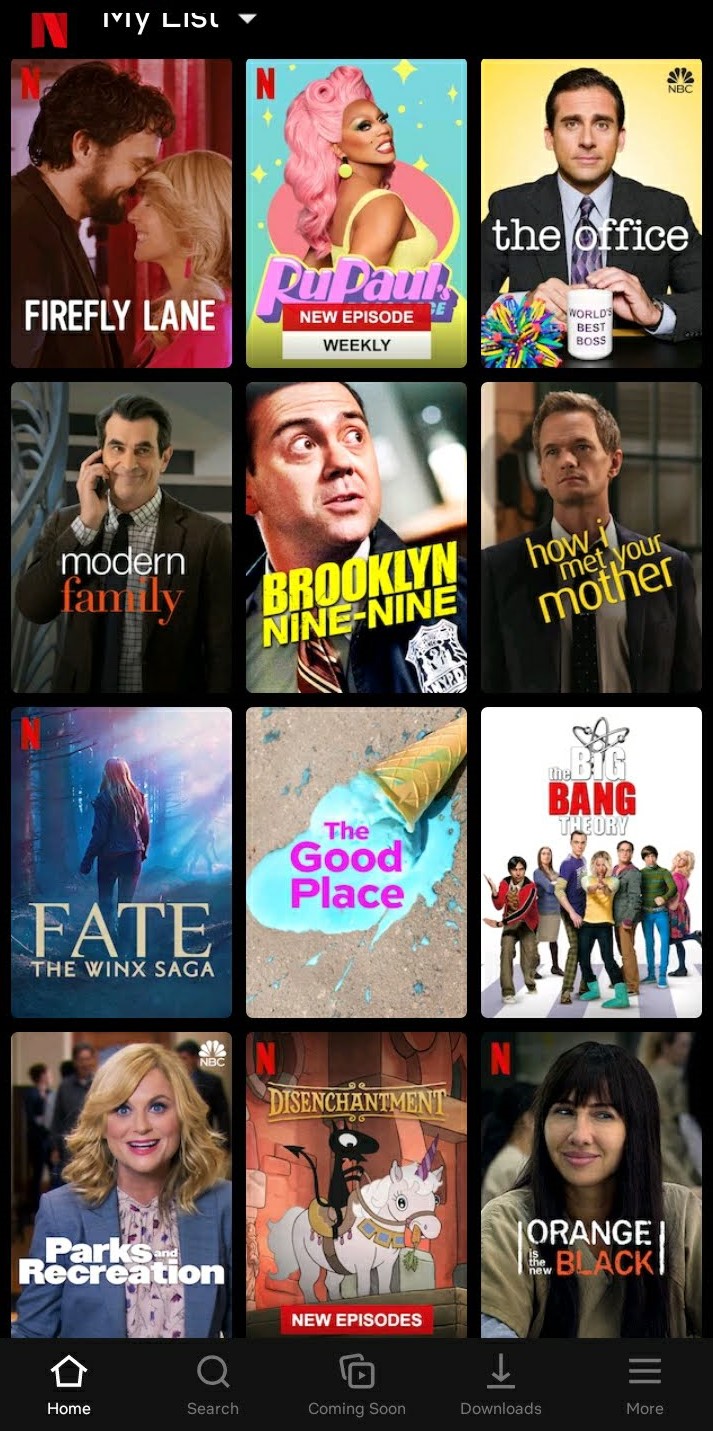 My List
N
FIREFLY LANE
N
RuPaul's
CE
NEW EPISODE
WEEKLY
NBC
the office
WORLD'S
BEST
BOSS
modern
family
BROOKLYN
NINE-NINE
N.Y.P.D.
how i
met your
mother
N
FATE
THE WINX SAGA
The
Good
Place
the BIG
BANG
THEORY
NBC
Parks and
Recreation
N
DISENCHANTMENT
NEW EPISODES
N
ORANGE
is
the
new BLACK
Home
Search
Coming Soon
Downloads
More